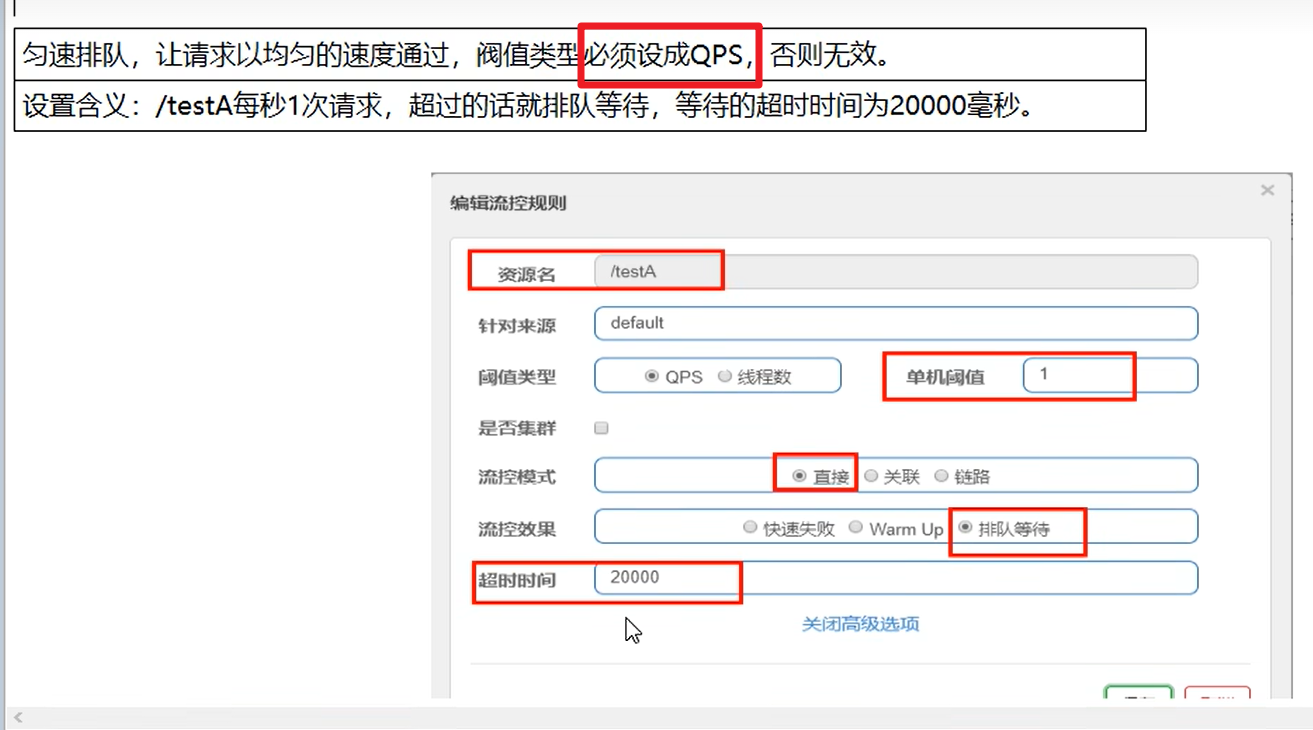 匀速排队，让请求以均匀的速度通过，阀值类型必须设成QPS，否则无效。
设置含义：/testA每秒1次请求，超过的话就排队等待，等待的超时时间为20000毫秒。
编辑流控规则 ×
资源名 /testA
针对来源 default
阈值类型 QPS 线程数 单机阈值 1
是否集群
流控模式 直接 关联 链路
流控效果 快速失败 Warm Up 排队等待
超时时间 20000
关闭高级选项